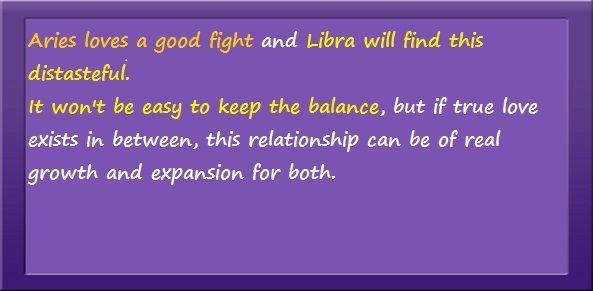 Aries loves a good fight and Libra will find this
distasteful.
It won't be easy to keep the balance, but if true love
exists in between, this relationship can be of real
growth and expansion for both.